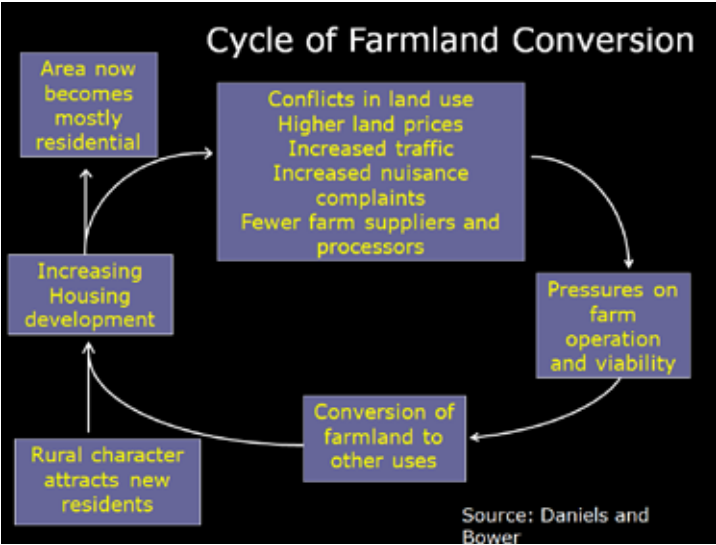 Cycle of Farmland Conversion
Area now
becomes
mostly
residential
Conflicts in land use
Higher land prices
Increased traffic
Increased nuisance
complaints
Fewer farm suppliers and
processors
Increasing
Housing
development
Pressures on
farm
operation
and viability
Conversion of
farmland to
other uses
Rural character
attracts new
residents
Source: Daniels and
Bower